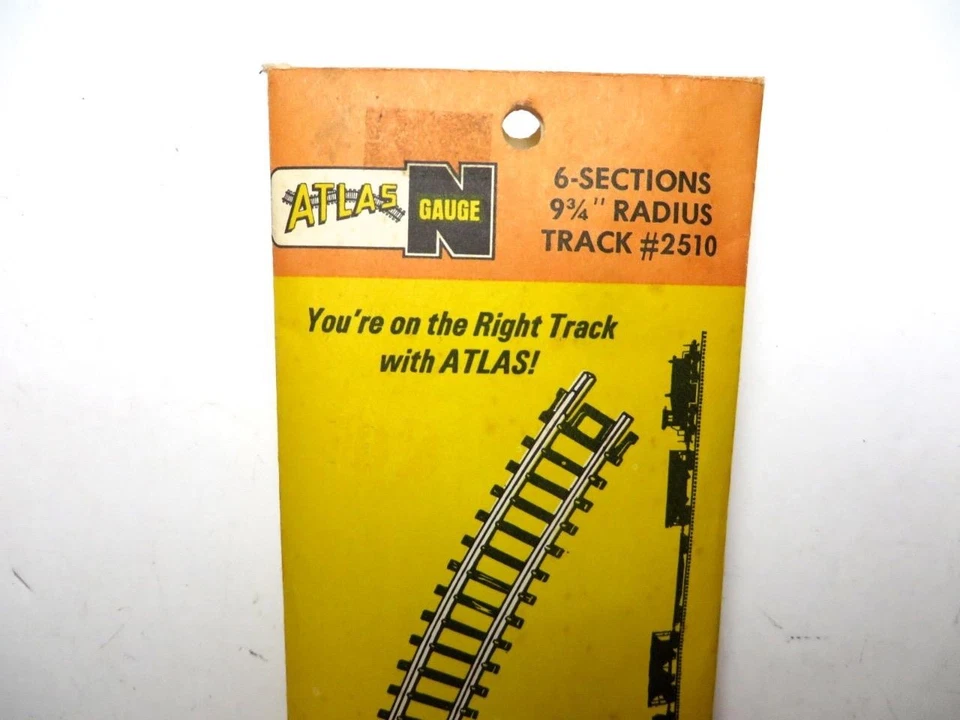 ATLAS
N
GAUGE
6-SECTIONS
9¾" RADIUS
TRACK #2510
You're on the Right Track
with ATLAS!